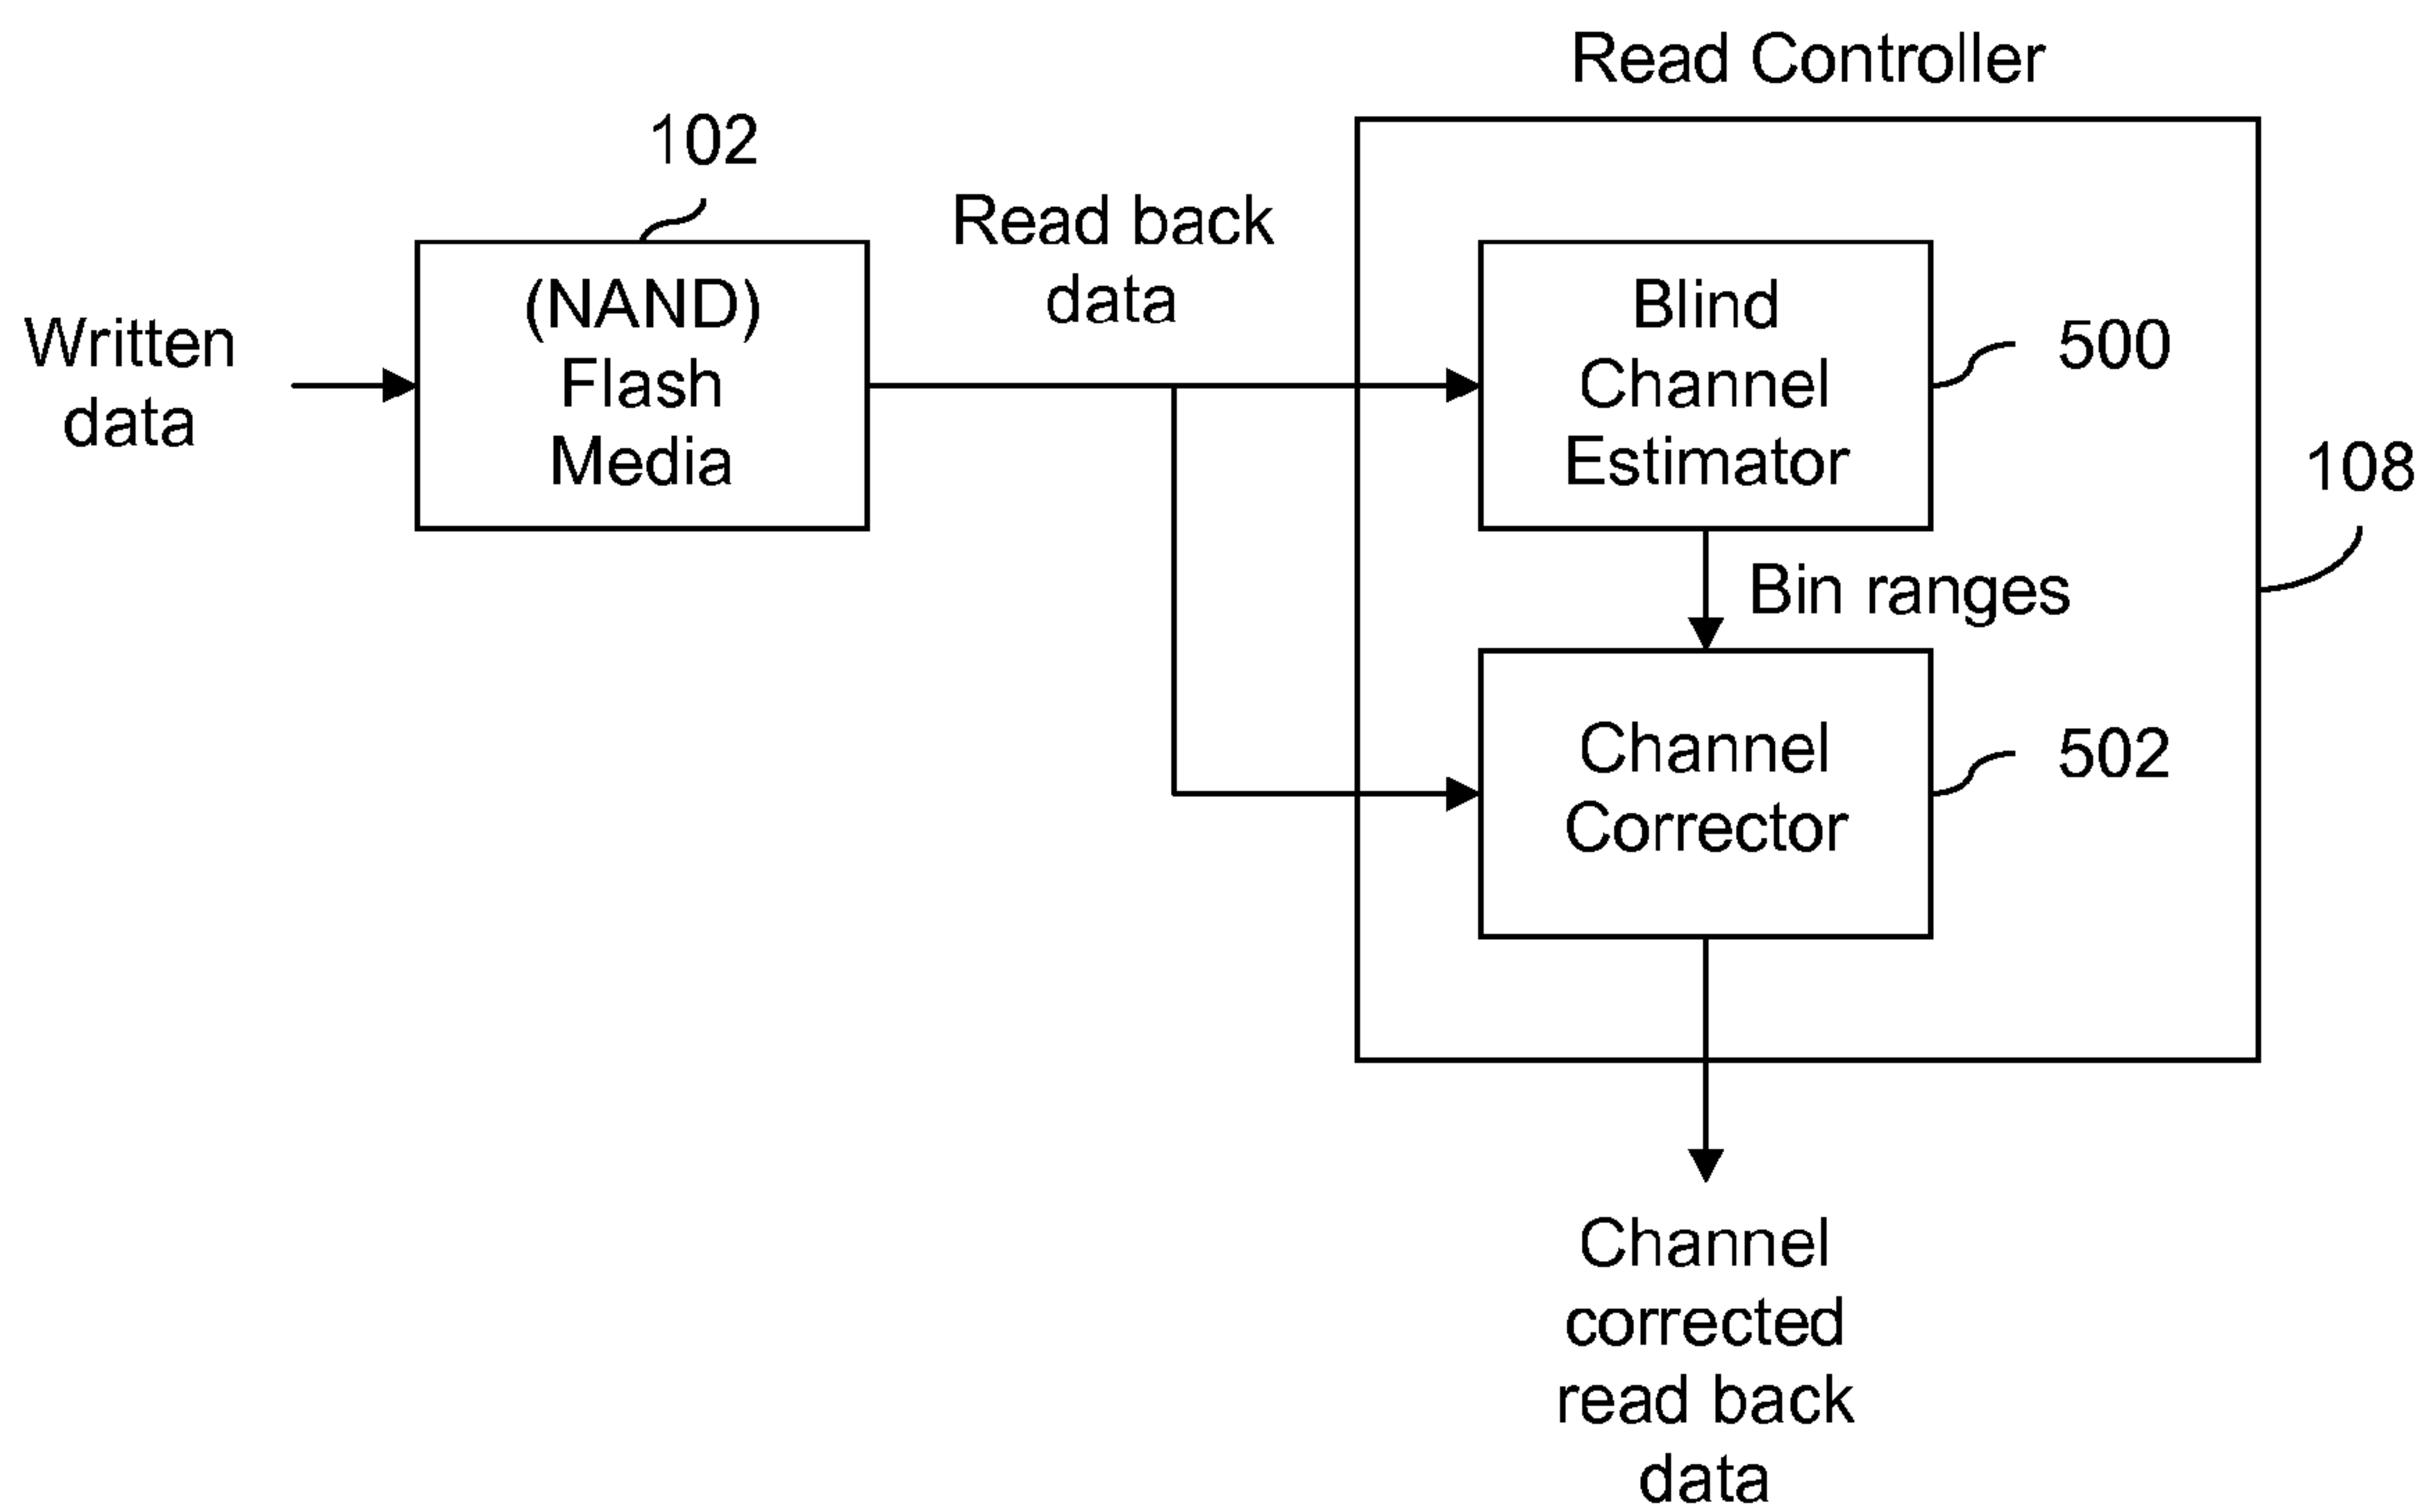 Read Controller
102
Read back
data
(NAND)
Flash
Media
Written
data
Blind
Channel
Estimator
500
108
Bin ranges
Channel
Corrector
502
Channel
corrected
read back
data